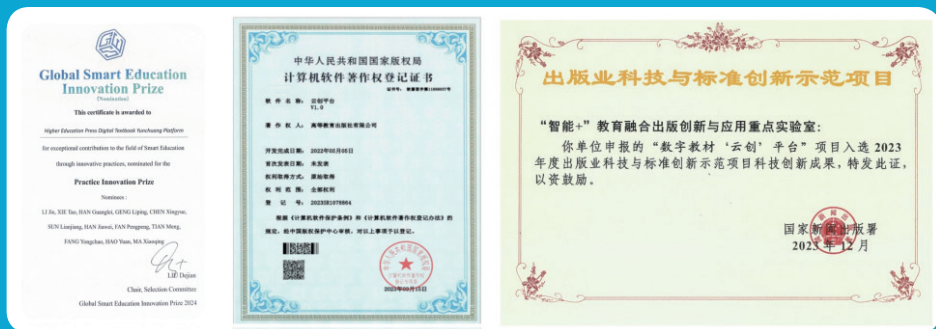 Global Smart Education
Innovation Prize
(Nomination)
This certificate is awarded to
Higher Education Press Digital Textbook Yunchuang Platform
for exceptional contribution to the field of Smart Education
through innovative practices, nominated for the
Practice Innovation Prize
Nominees :
LI Jie, XIE Tao, HAN Guanghi, GENG Liping, CHEN Xingyue,
SUN Lianjiang, HAN Jiawei, FAN Pengpeng, TIAN Meng,
FANG Yongchao, HAO Yuan, MA Xiaoqing
LIU Dejian
Chair, Selection Committee
Global Smart Education Innovation Prize 2024
中华人民共和国国家版权局
计算机软件著作权登记证书
软 件 名 称： 云创平台
V1.0
著 作 权 人： 高等教育出版社有限公司
开发完成日期： 2022年05月05日
首次发表日期： 未发表
权利取得方式： 原始取得
权 利 范 围： 全部权利
登 记 号： 2023SR1079864
根据《计算机软件保护条例》和《计算机软件著作权登记办法》的
规定，经中国版权保护中心审核，对以上事项予以登记。
2023年09月15日
出版业科技与标准创新示范项目
“智能+”教育融合出版创新与应用重点实验室：
你单位申报的“数字教材‘云创’平台”项目入选 2023
年度出版业科技与标准创新示范项目科技创新成果，特发此证，
以资鼓励。
国家新闻出版署
2023 年 12 月